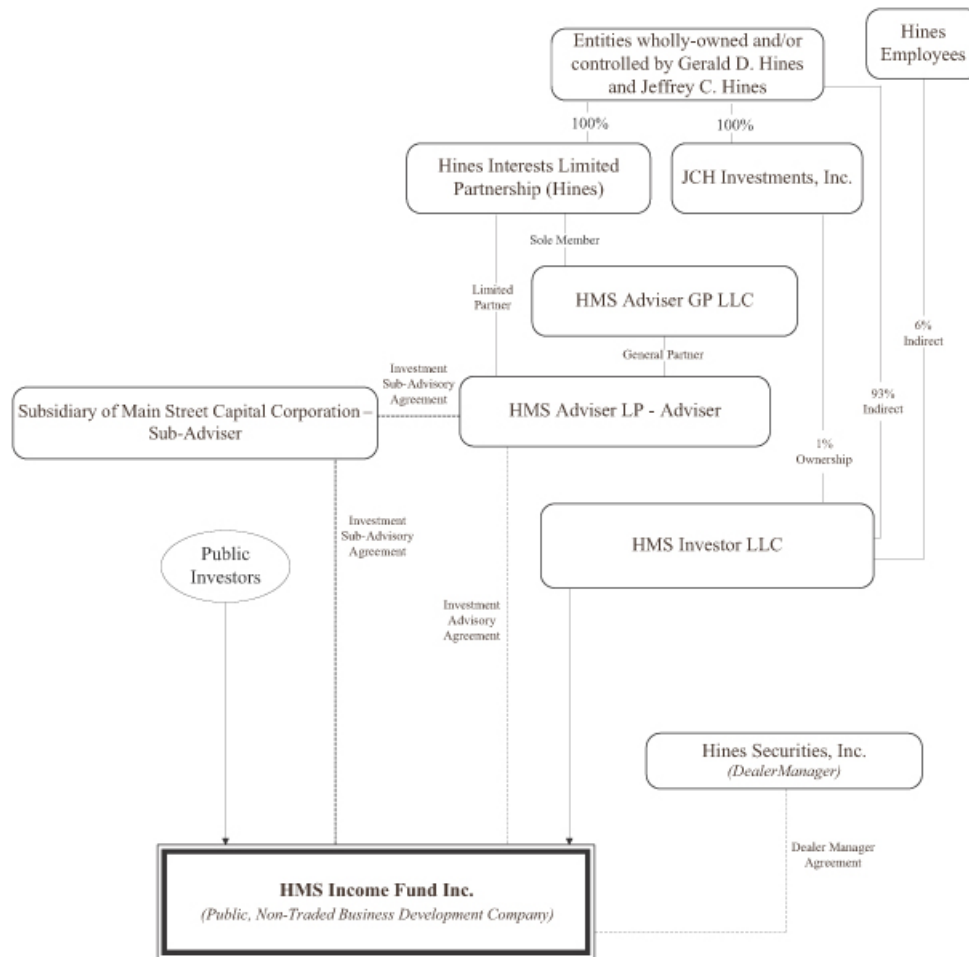 Hines
Employees
Entities wholly-owned and/or
controlled by Gerald D. Hines
and Jeffrey C. Hines
100%
100%
Hines Interests Limited
Partnership (Hines)
JCH Investments, Inc.
Sole Member
Limited
Partner
HMS Adviser GP LLC
6%
Indirect
General Partner
Investment
Sub-Advisory
Agreement
Subsidiary of Main Street Capital Corporation –
Sub-Adviser
HMS Adviser LP - Adviser
93%
Indirect
1%
Ownership
Investment
Sub-Advisory
Agreement
HMS Investor LLC
Public
Investors
Investment
Advisory
Agreement
Hines Securities, Inc.
(DealerManager)
Dealer Manager
Agreement
HMS Income Fund Inc.
(Public, Non-Traded Business Development Company)